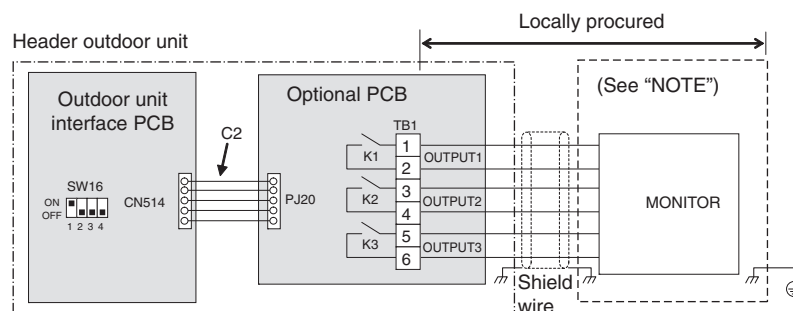 Locally procured
Header outdoor unit
(See “NOTE”)
Outdoor unit
interface PCB
Optional PCB
C2
TB1
SW16
ON
OFF
1 2 3 4
CN514
PJ20
K1
1
2
OUTPUT1
K2
3
4
OUTPUT2
K3
5
6
OUTPUT3
MONITOR
Shield
wire